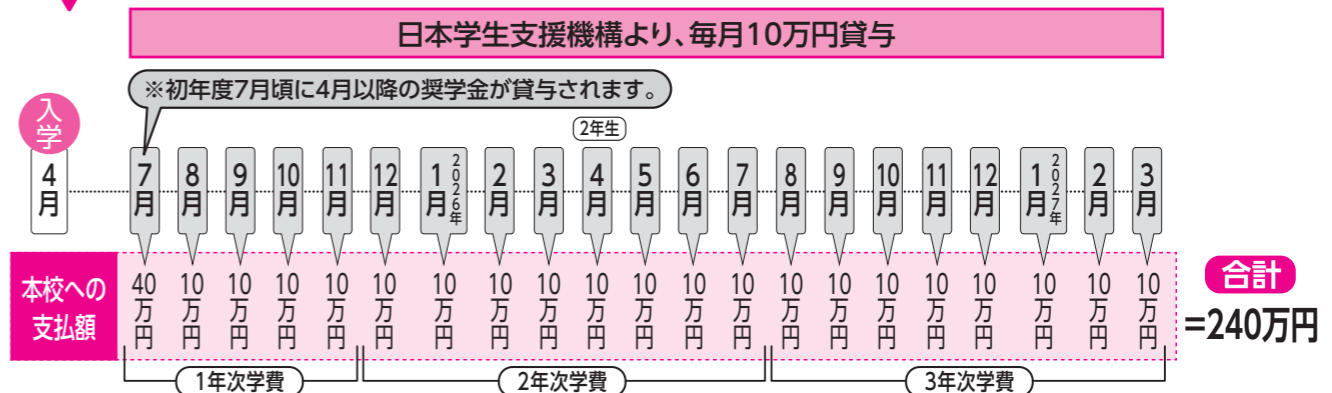 日本学生支援機構より、毎月10万円貸与
※初年度7月頃に4月以降の奨学金が貸与されます。
入学
2年生
4月 7月 8月 9月 10月 11月 12月 1月 2026年 2月 3月 4月 5月 6月 7月 8月 9月 10月 11月 12月 1月 2027年 2月 3月
本校への
支払額
40万円 10万円 10万円 10万円 10万円 10万円 10万円 10万円 10万円 10万円 10万円 10万円 10万円 10万円 10万円 10万円 10万円 10万円 10万円 10万円 10万円
合計
=240万円
1年次学費 2年次学費 3年次学費